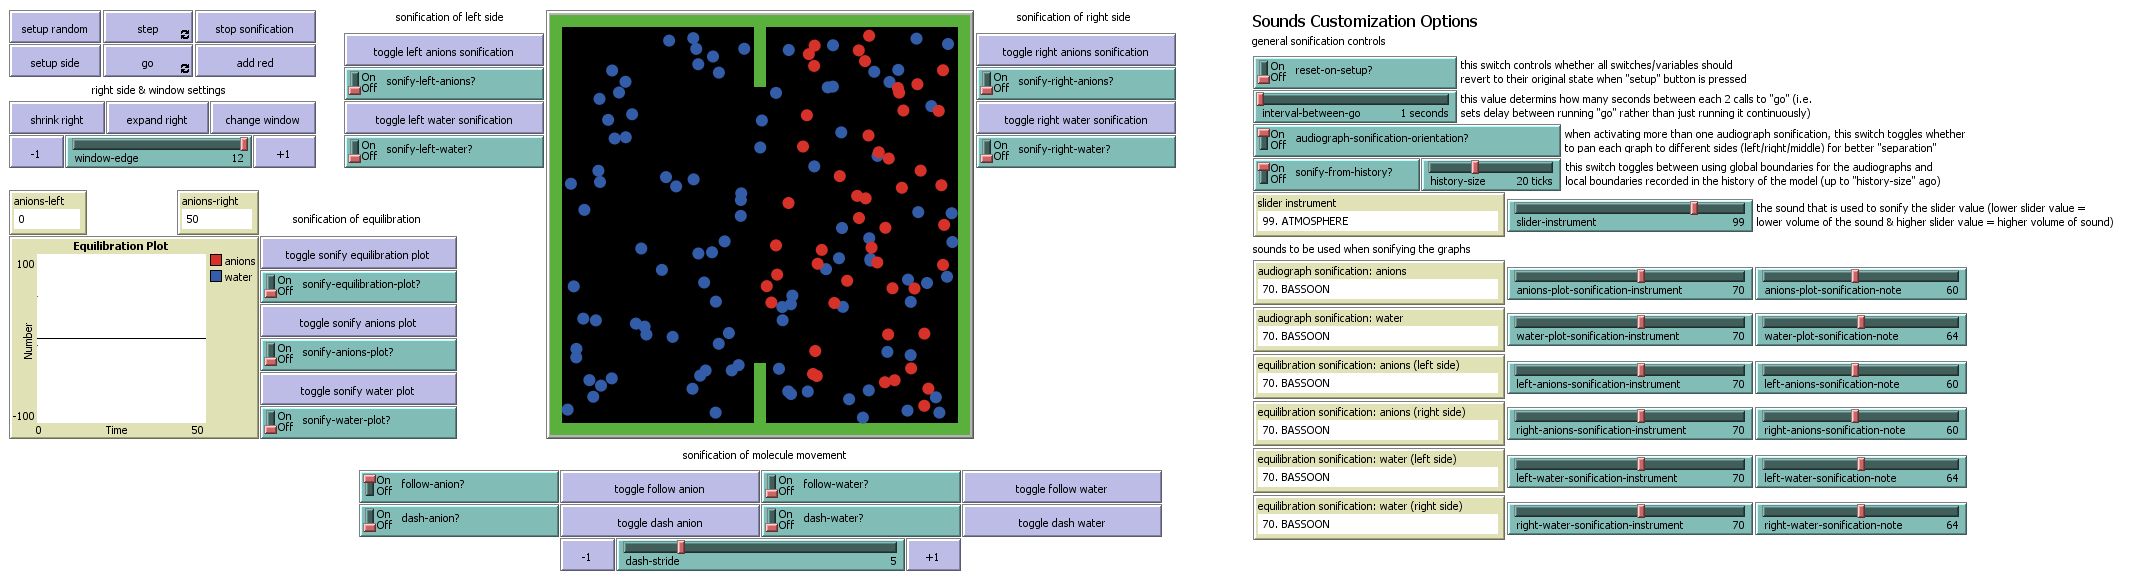 setup random
step
stop sonification
setup side
go
add red
right side & window settings
shrink right
expand right
change window
-1
window-edge 12
+1
anions-left
0
anions-right
50
Equilibration Plot
100
-100
Number
0
Time
50
anions
water
sonification of equilibration
toggle sonify equilibration plot
On
Off
sonify-equilibration-plot?
toggle sonify anions plot
On
Off
sonify-anions-plot?
toggle sonify water plot
On
Off
sonify-water-plot?
sonification of left side
toggle left anions sonification
On
Off
sonify-left-anions?
toggle left water sonification
On
Off
sonify-left-water?
sonification of right side
toggle right anions sonification
On
Off
sonify-right-anions?
toggle right water sonification
On
Off
sonify-right-water?
sonification of molecule movement
On
Off
follow-anion?
toggle follow anion
On
Off
follow-water?
toggle follow water
On
Off
dash-anion?
toggle dash anion
On
Off
dash-water?
toggle dash water
-1
dash-stride 5
+1
Sounds Customization Options
general sonification controls
On
Off
reset-on-setup?
this switch controls whether all switches/variables should
revert to their original state when "setup" button is pressed
interval-between-go 1 seconds
this value determins how many seconds between each 2 calls to "go" (i.e.
sets delay between running "go" rather than just running it continuously)
On
Off
audiograph-sonification-orientation?
when activating more than one audiograph sonification, this switch toggles whether
to pan each graph to different sides (left/right/middle) for better "separation"
On
Off
sonify-from-history?
history-size 20 ticks
this switch toggles between using global boundaries for the audiographs and
local boundaries recorded in the history of the model (up to "history-size" ago)
slider instrument
99. ATMOSPHERE
slider-instrument 99
the sound that is used to sonify the slider value (lower slider value =
lower volume of the sound & higher slider value = higher volume of sound)
sounds to be used when sonifying the graphs
audiograph sonification: anions
70. BASSOON
anions-plot-sonification-instrument 70
anions-plot-sonification-note 60
audiograph sonification: water
70. BASSOON
water-plot-sonification-instrument 70
water-plot-sonification-note 64
equilibration sonification: anions (left side)
70. BASSOON
left-anions-sonification-instrument 70
left-anions-sonification-note 60
equilibration sonification: anions (right side)
70. BASSOON
right-anions-sonification-instrument 70
right-anions-sonification-note 60
equilibration sonification: water (left side)
70. BASSOON
left-water-sonification-instrument 70
left-water-sonification-note 64
equilibration sonification: water (right side)
70. BASSOON
right-water-sonification-instrument 70
right-water-sonification-note 64